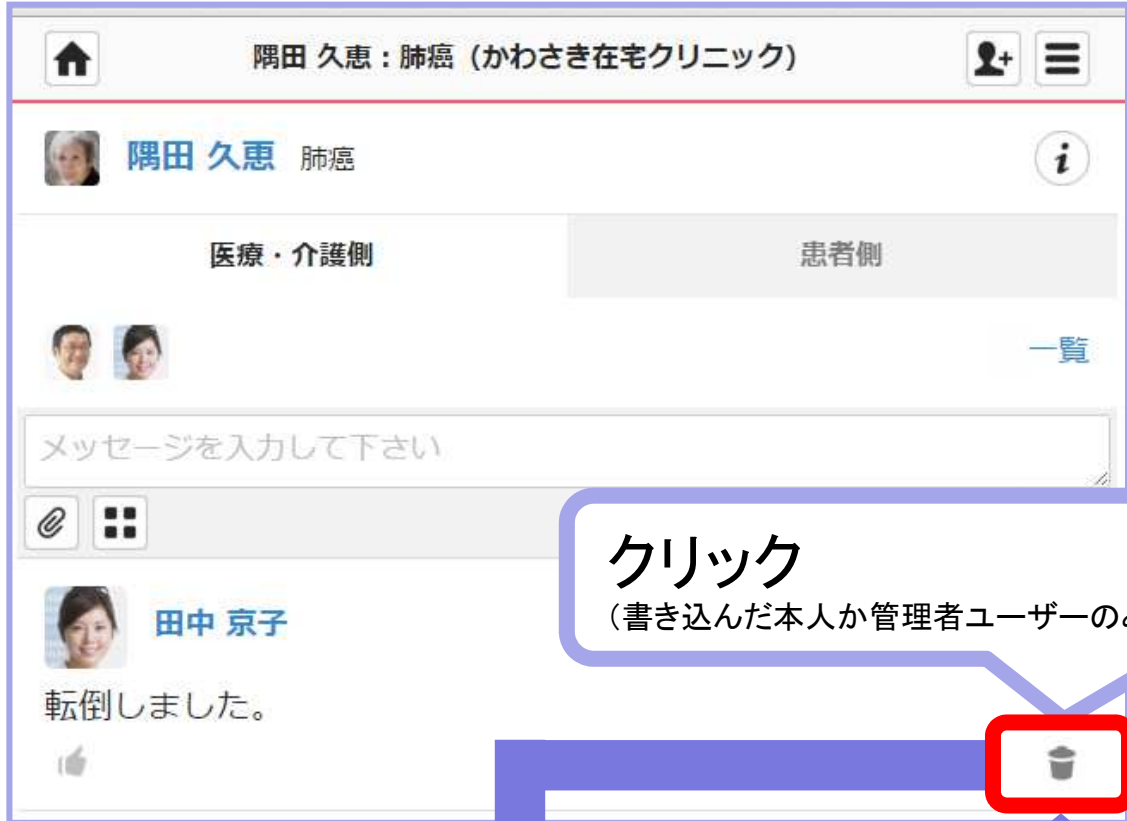 隅田 久恵：肺癌（かわさき在宅クリニック）
隅田 久恵 肺癌
i
医療・介護側 患者側
一覧
メッセージを入力して下さい
クリック
（書き込んだ本人か管理者ユーザーの
田中 京子
転倒しました。